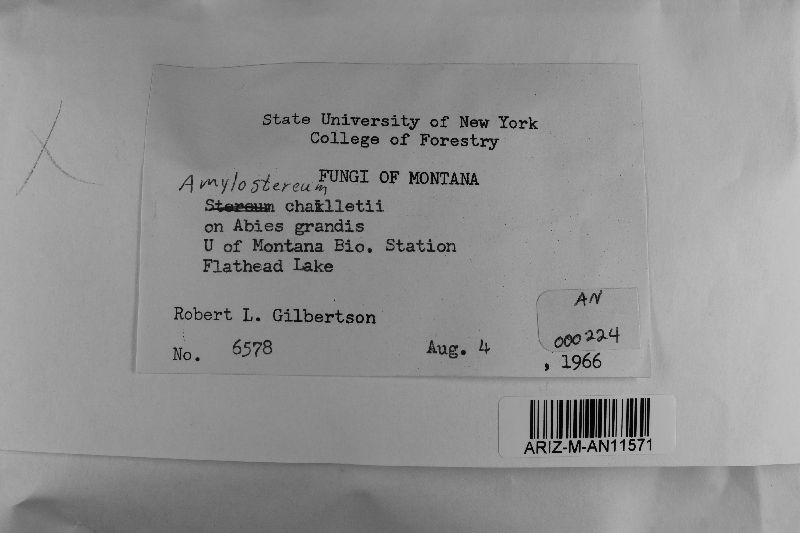 State University of New York
College of Forestry
FUNGI OF MONTANA
Amylostereum
Stereum chailletii
on Abies grandis
U of Montana Bio. Station
Flathead Lake
Robert L. Gilbertson
No. 6578
Aug. 4, 1966
AN
000224
ARIZ-M-AN11571